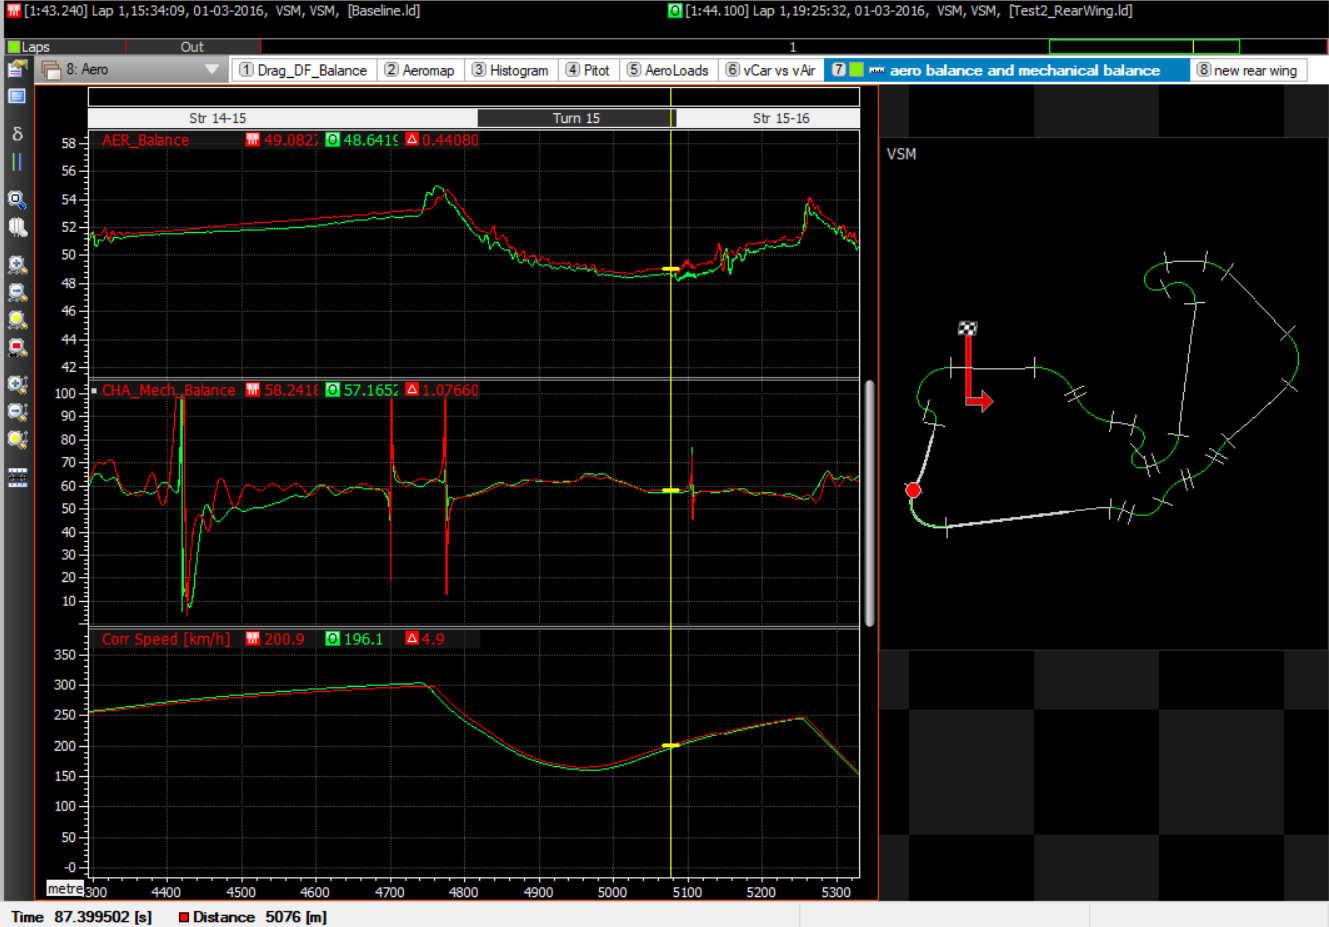 [1:43.240] Lap 1,15:34:09, 01-03-2016, VSM, VSM, [Baseline.ld]
[1:44.100] Lap 1,19:25:32, 01-03-2016, VSM, VSM, [Test2_RearWing.ld]
Laps Out 1
8: Aero 1 Drag_DF_Balance 2 Aeromap 3 Histogram 4 Pitot 5 AeroLoads 6 vCar vs vAir 7 aero balance and mechanical balance 8 new rear wing
Str 14-15 Turn 15 Str 15-16
AER_Balance 49.0827 O 48.6419 Δ 0.44080
58
56
54
52
50
48
46
44
42
VSM
CHA_Mech_Balance 58.2418 O 57.1652 Δ 1.07660
100
90
80
70
60
50
40
30
20
10
Corr Speed [km/h] 200.9 O 196.1 Δ 4.9
350
300
250
200
150
100
50
-0
metre 300 4400 4500 4600 4700 4800 4900 5000 5100 5200 5300
Time 87.399502 [s] Distance 5076 [m]